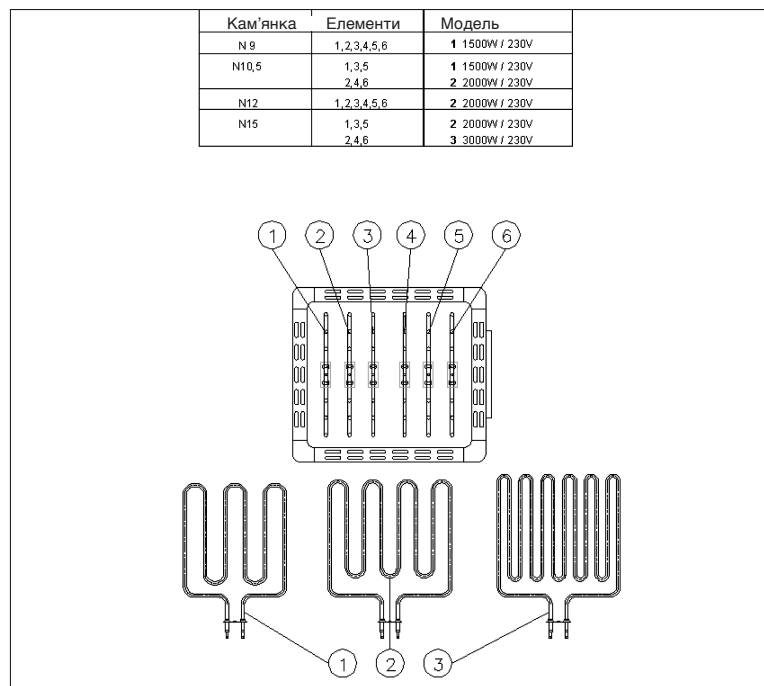 Кам'янка Елементи Модель
N 9 1,2,3,4,5,6 1 1500W / 230V
N10,5 1,3,5 1 1500W / 230V
2,4,6 2 2000W / 230V
N12 1,2,3,4,5,6 2 2000W / 230V
N15 1,3,5 2 2000W / 230V
2,4,6 3 3000W / 230V
1 2 3 4 5 6
1 2 3